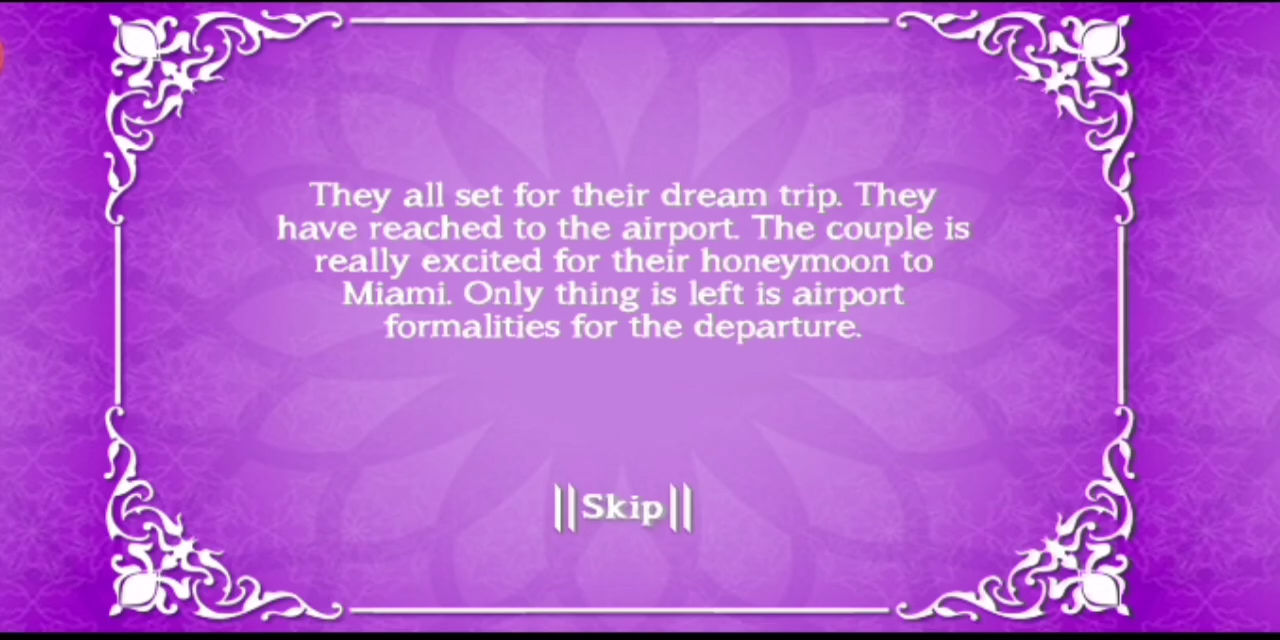 They all set for their dream trip. They
have reached to the airport. The couple is
really excited for their honeymoon to
Miami. Only thing is left is airport
formalities for the departure.
||Skip||